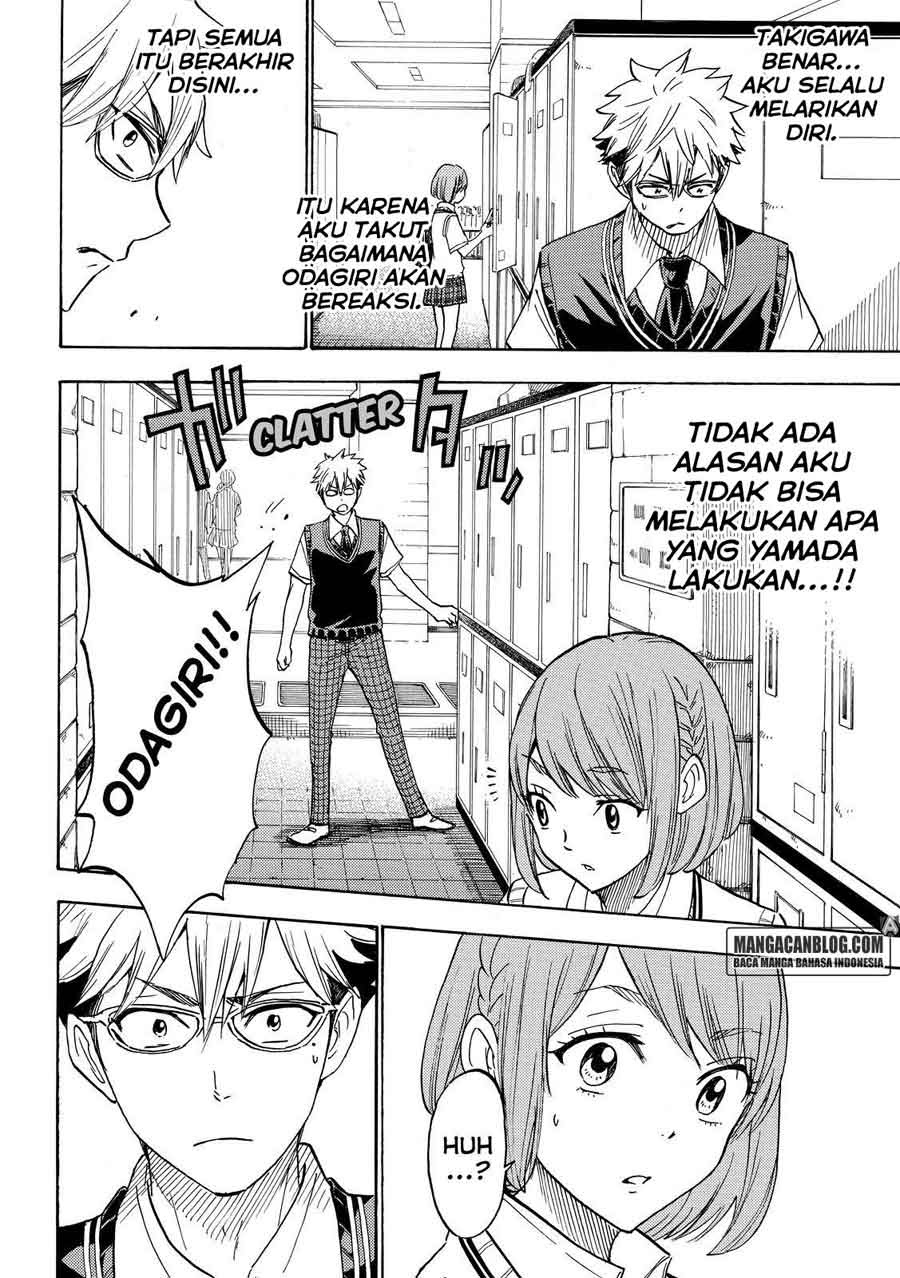 TAKIGAWA
BENAR...
AKU SELALU
MELARIKAN
DIRI.
ITU KARENA
AKU TAKUT
BAGAIMANA
ODAGIRI AKAN
BEREAKSI.
TAPI SEMUA
ITU BERAKHIR
DISINI...
TIDAK ADA
ALASAN AKU
TIDAK BISA
MELAKUKAN APA
YANG YAMADA
LAKUKAN...!!
ガタッ
CLATTER
ODAGIRI!!!
HUH
...?
MANGACANBLOG.COM
BACA MANGA BAHASA INDONESIA